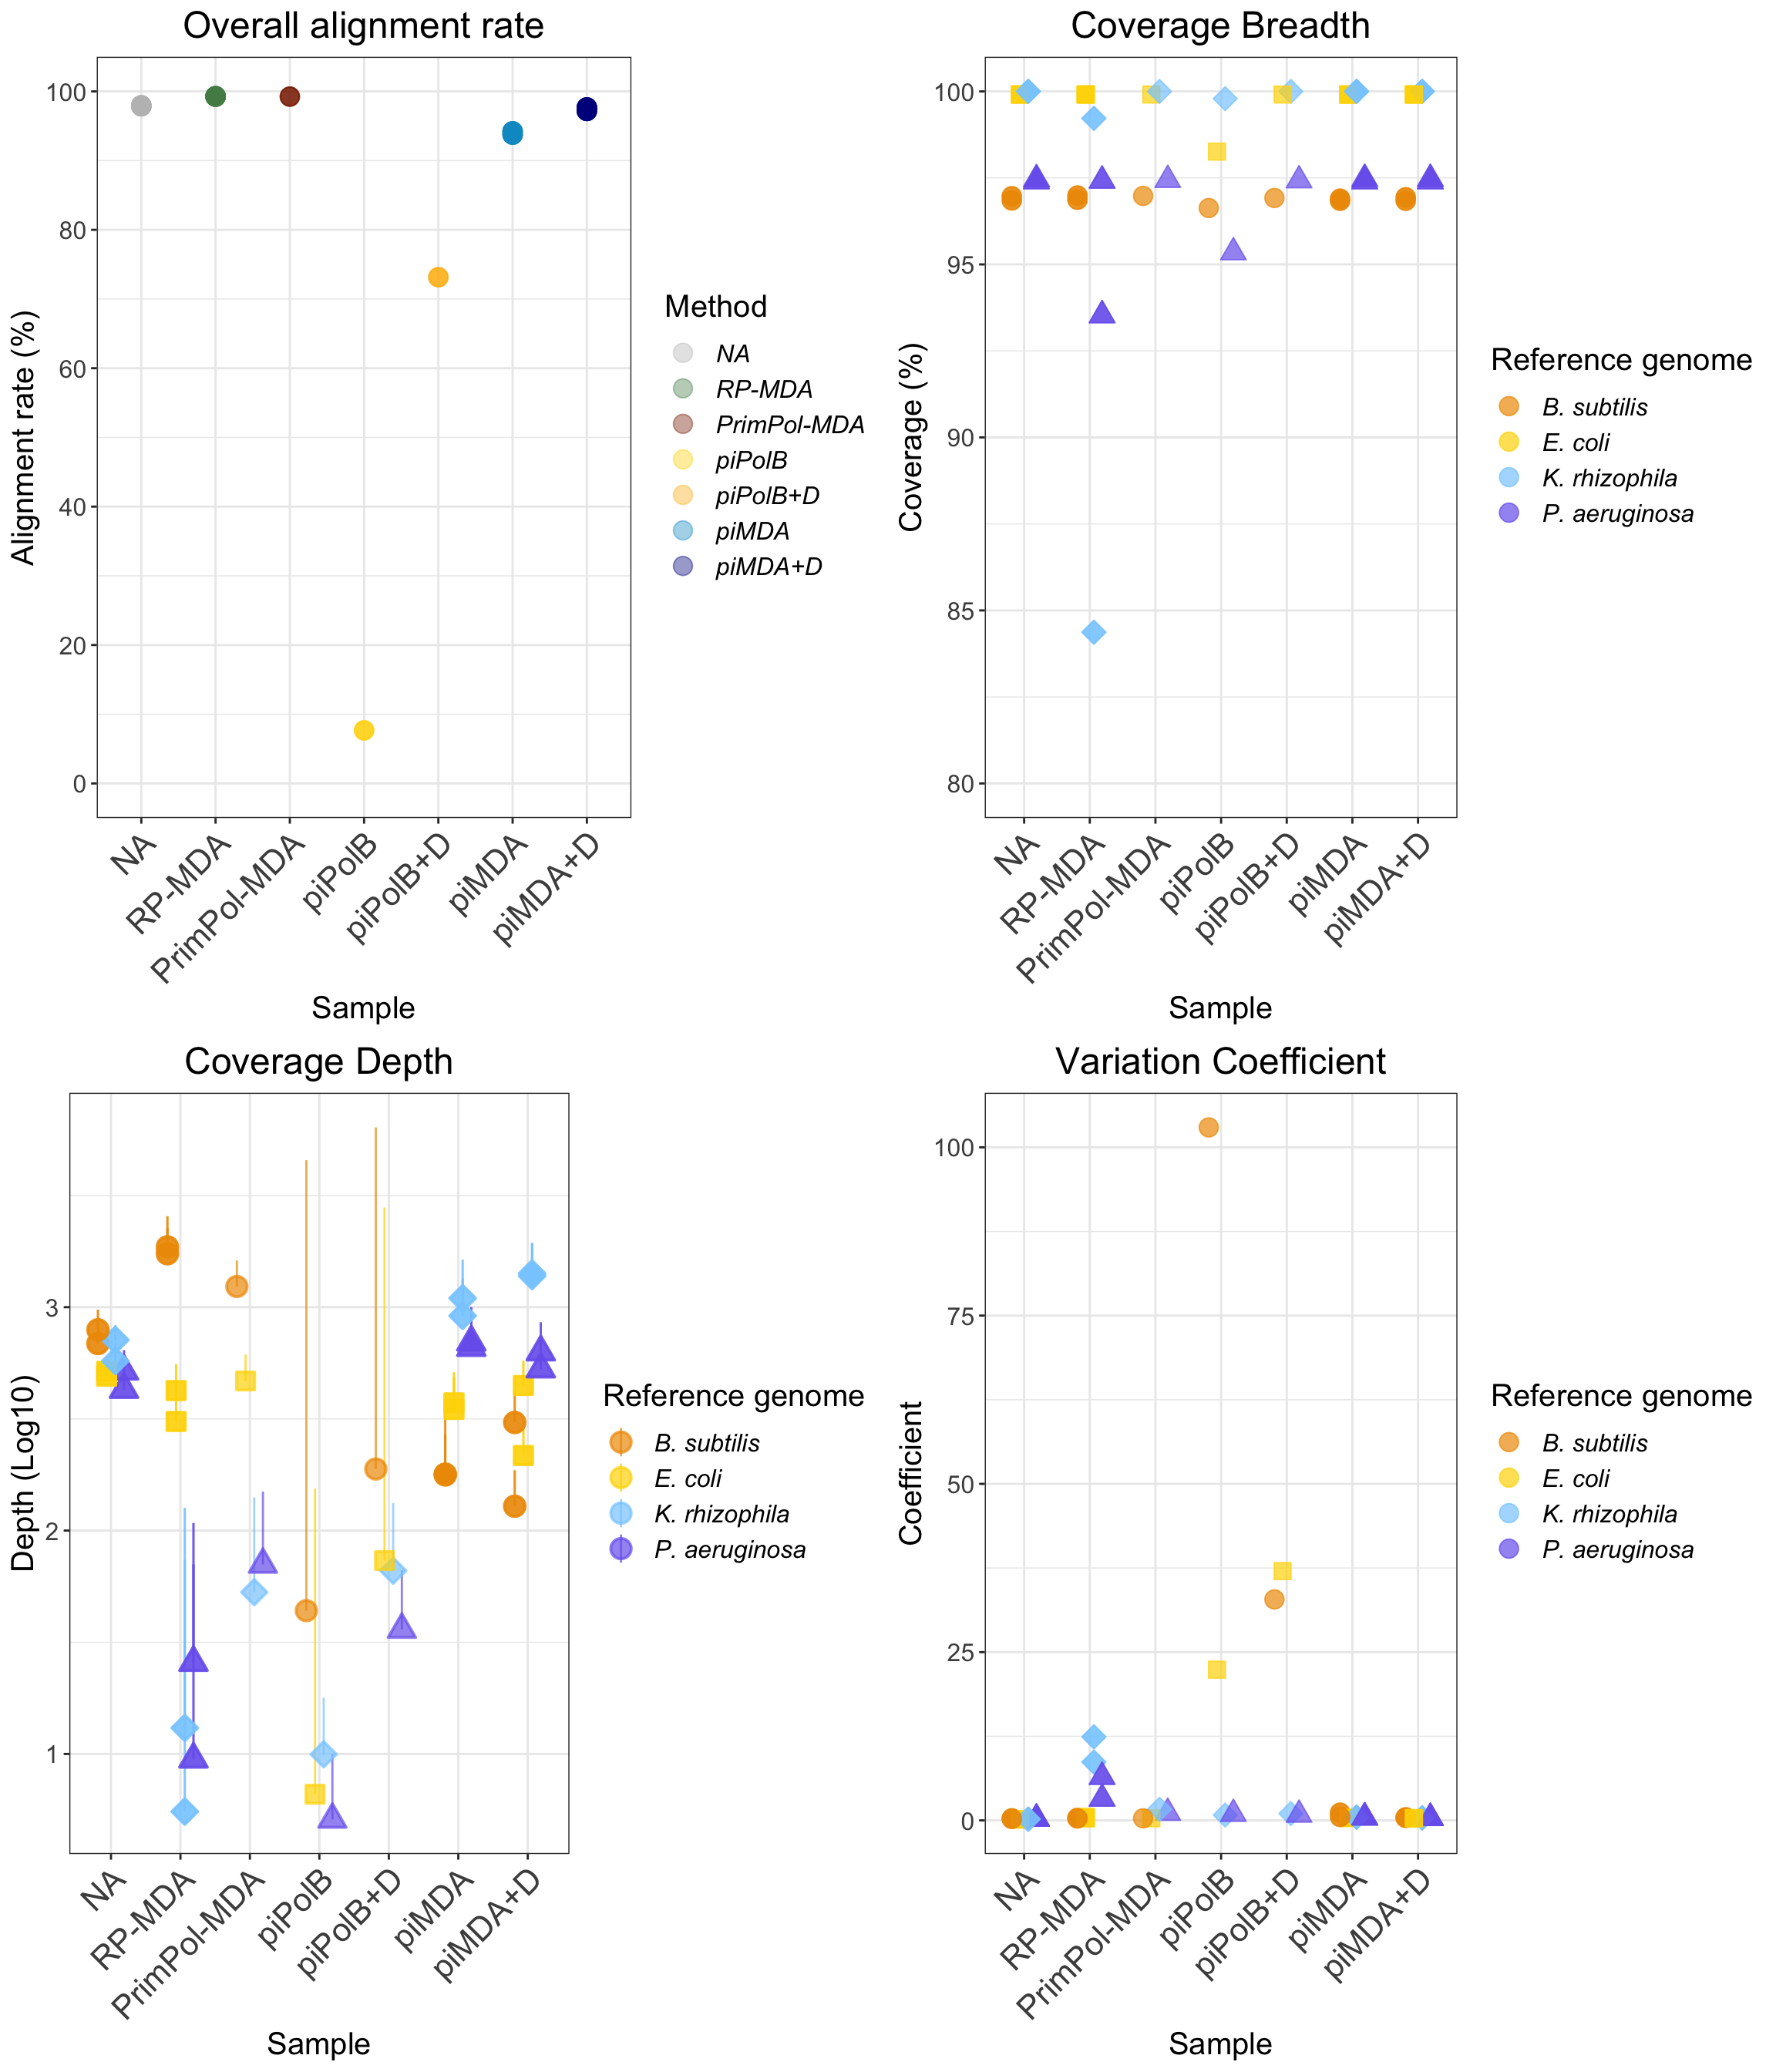 Overall alignment rate
100
80
60
40
20
0
Alignment rate (%)
NA
RP-MDA
PrimPol-MDA
piPolB
piPolB+D
piMDA
piMDA+D
Sample
Method
NA
RP-MDA
PrimPol-MDA
piPolB
piPolB+D
piMDA
piMDA+D
Coverage Breadth
100
95
90
85
80
Coverage (%)
NA
RP-MDA
PrimPol-MDA
piPolB
piPolB+D
piMDA
piMDA+D
Sample
Reference genome
B. subtilis
E. coli
K. rhizophila
P. aeruginosa
Coverage Depth
3
2
1
Depth (Log10)
NA
RP-MDA
PrimPol-MDA
piPolB
piPolB+D
piMDA
piMDA+D
Sample
Reference genome
B. subtilis
E. coli
K. rhizophila
P. aeruginosa
Variation Coefficient
100
75
50
25
0
Coefficient
NA
RP-MDA
PrimPol-MDA
piPolB
piPolB+D
piMDA
piMDA+D
Sample
Reference genome
B. subtilis
E. coli
K. rhizophila
P. aeruginosa